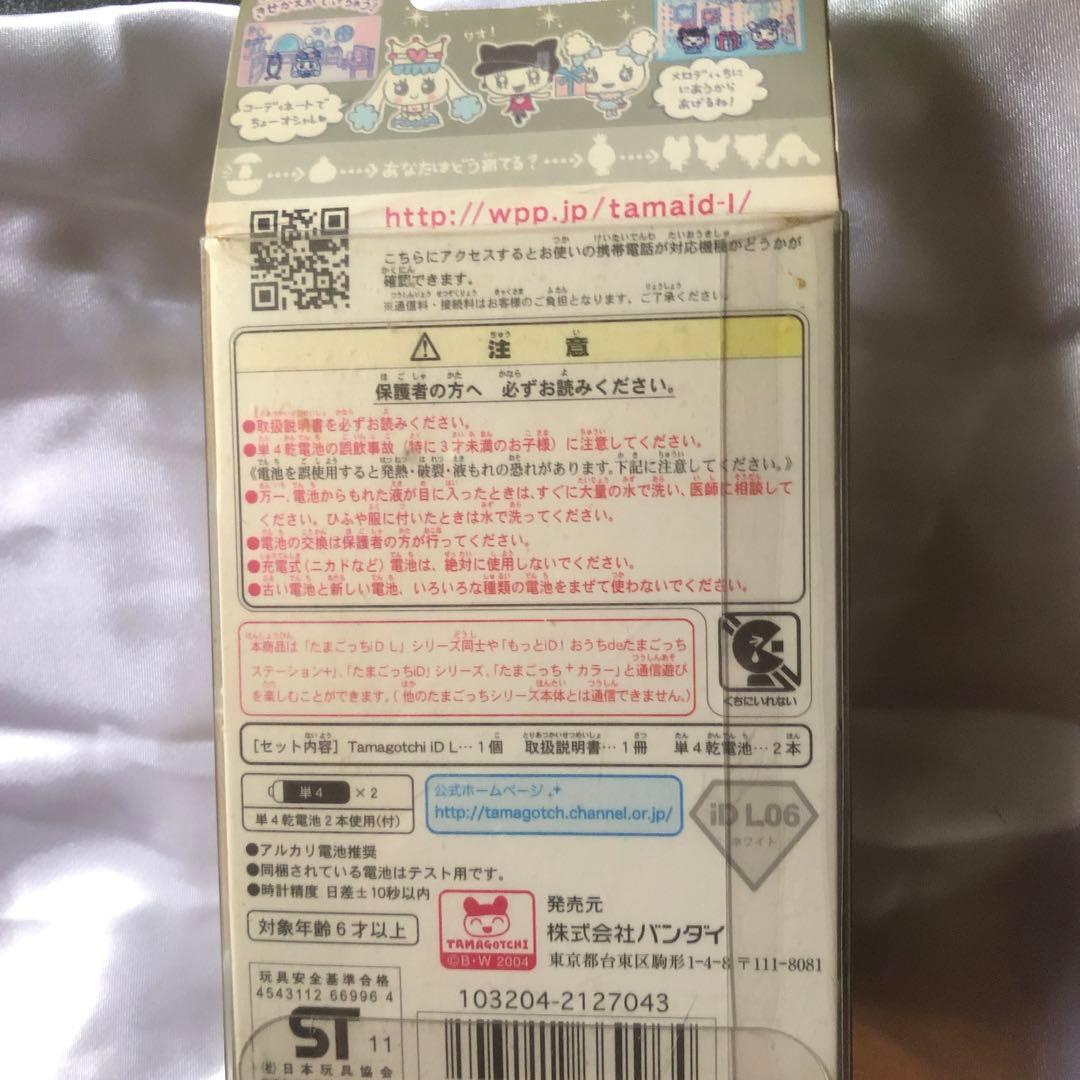 きせかえができちゃう!
コーディネートで
ちょーオシャレ
リオ!
メロディっちに
にあうから
あげるね!
あなたはどう育てる?
http://wpp.jp/tamaid-l/
こちらにアクセスするとお使いの携帯電話が対応機種かどうかが
確認できます。
※通信料・接続料はお客様のご負担となります。ご了承ください。
注意
保護者の方へ 必ずお読みください。
●取扱説明書を必ずお読みください。
●単4乾電池の誤飲事故(特に3才未満のお子様)に注意してください。
《電池を誤使用すると発熱・破裂・液もれの恐れがあります。下記に注意してください。》
●万一、電池からもれた液が目に入ったときは、すぐに大量の水で洗い、医師に相談して
ください。ひふや服に付いたときは水で洗ってください。
●電池の交換は保護者の方が行ってください。
●充電式(ニカドなど)電池は、絶対に使用しないでください。
●古い電池と新しい電池、いろいろな種類の電池をまぜて使わないでください。
本商品は「たまごっちiD L」シリーズ同士や「もっとiD! おうちdeたまごっち
ステーション+」、「たまごっちiD」シリーズ、「たまごっち+カラー」と通信遊び
を楽しむことができます。(他のたまごっちシリーズ本体とは通信できません。)
くちにいれない
[セット内容] Tamagotchi iD L…1個 取扱説明書…1冊 単4乾電池…2本
単4 ×2
単4乾電池2本使用(付)
公式ホームページ
http://tamagotch.channel.or.jp/
iD L06
ホワイト
●アルカリ電池推奨
●同梱されている電池はテスト用です。
●時計精度 日差±10秒以内
対象年齢6才以上
TAMAGOTCHI
©B・W 2004
発売元
株式会社バンダイ
東京都台東区駒形1-4-8 〒111-8081
玩具安全基準合格
4543112 66996 4
ST 11
(社)日本玩具協会
103204-2127043